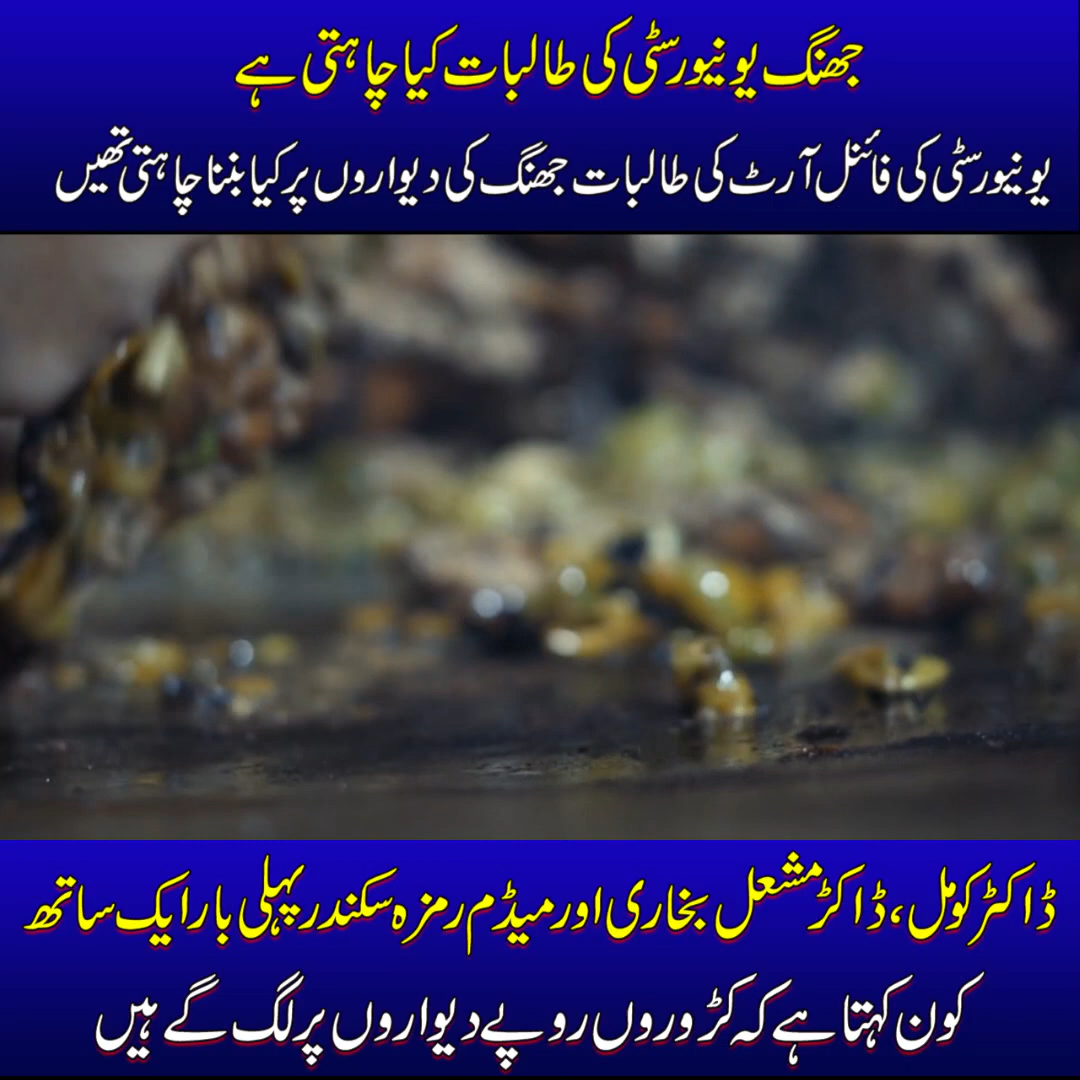 جھنگ یونیورسٹی کی طالبات کیا چاہتی ہے
یونیورسٹی کی فائنل آرٹ کی طالبات جھنگ کی دیواروں پر کیا بننا چاہتی تھیں
ڈاکٹر کومل، ڈاکڑ مشعل بخاری اور میڈم رمزہ سکندر پہلی بار ایک ساتھ
کون کہتا ہے کہ کڑوروں روپے دیواروں پر لگ گے ہیں